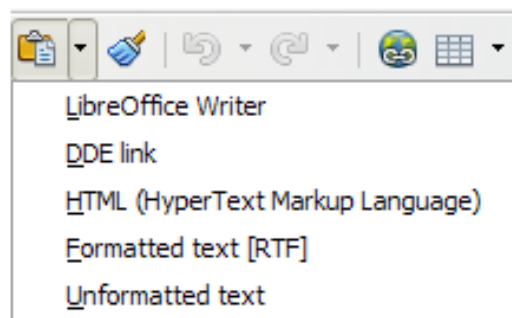 LibreOffice Writer
DDE link
HTML (HyperText Markup Language)
Formatted text [RTF]
Unformatted text